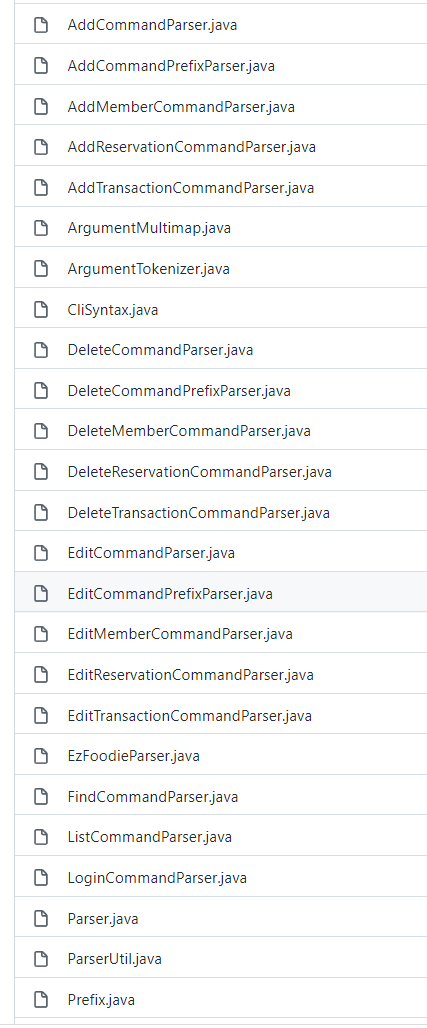 AddCommandParser.java
AddCommandPrefixParser.java
AddMemberCommandParser.java
AddReservationCommandParser.java
AddTransactionCommandParser.java
ArgumentMultimap.java
ArgumentTokenizer.java
CliSyntax.java
DeleteCommandParser.java
DeleteCommandPrefixParser.java
DeleteMemberCommandParser.java
DeleteReservationCommandParser.java
DeleteTransactionCommandParser.java
EditCommandParser.java
EditCommandPrefixParser.java
EditMemberCommandParser.java
EditReservationCommandParser.java
EditTransactionCommandParser.java
EzFoodieParser.java
FindCommandParser.java
ListCommandParser.java
LoginCommandParser.java
Parser.java
ParserUtil.java
Prefix.java